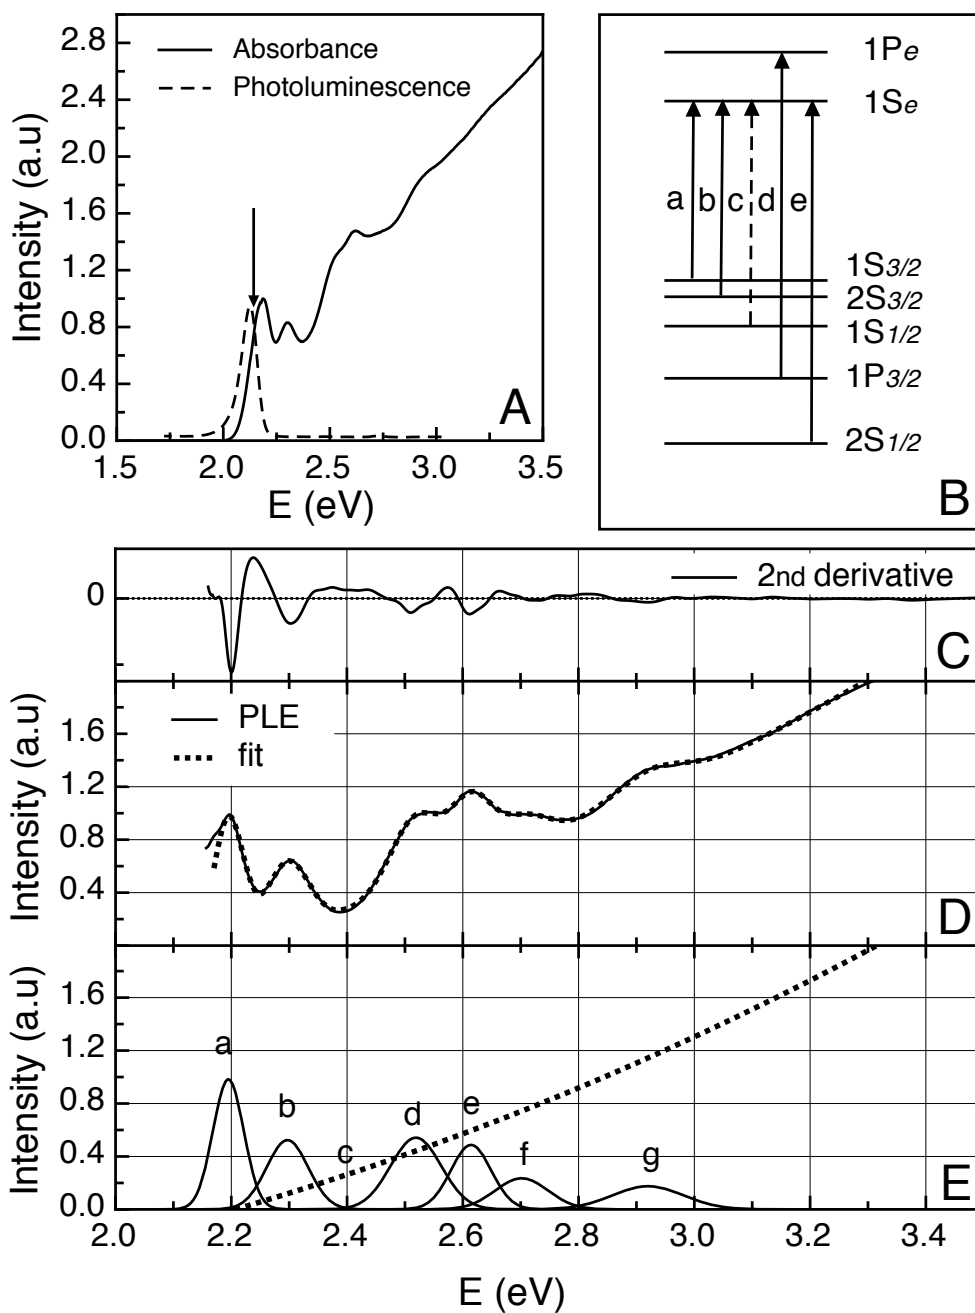 A
Absorbance
Photoluminescence
Intensity (a.u)
2.8
2.4
2.0
1.6
1.2
0.8
0.4
0.0
1.5 2.0 2.5 3.0 3.5
E (eV)
B
1Pe
1Se
a b c d e
1S3/2
2S3/2
1S1/2
1P3/2
2S1/2
C
0
2nd derivative
D
PLE
fit
Intensity (a.u)
1.6
1.2
0.8
0.4
E
Intensity (a.u)
1.6
1.2
0.8
0.4
0.0
a b c d e f g
2.0 2.2 2.4 2.6 2.8 3.0 3.2 3.4
E (eV)